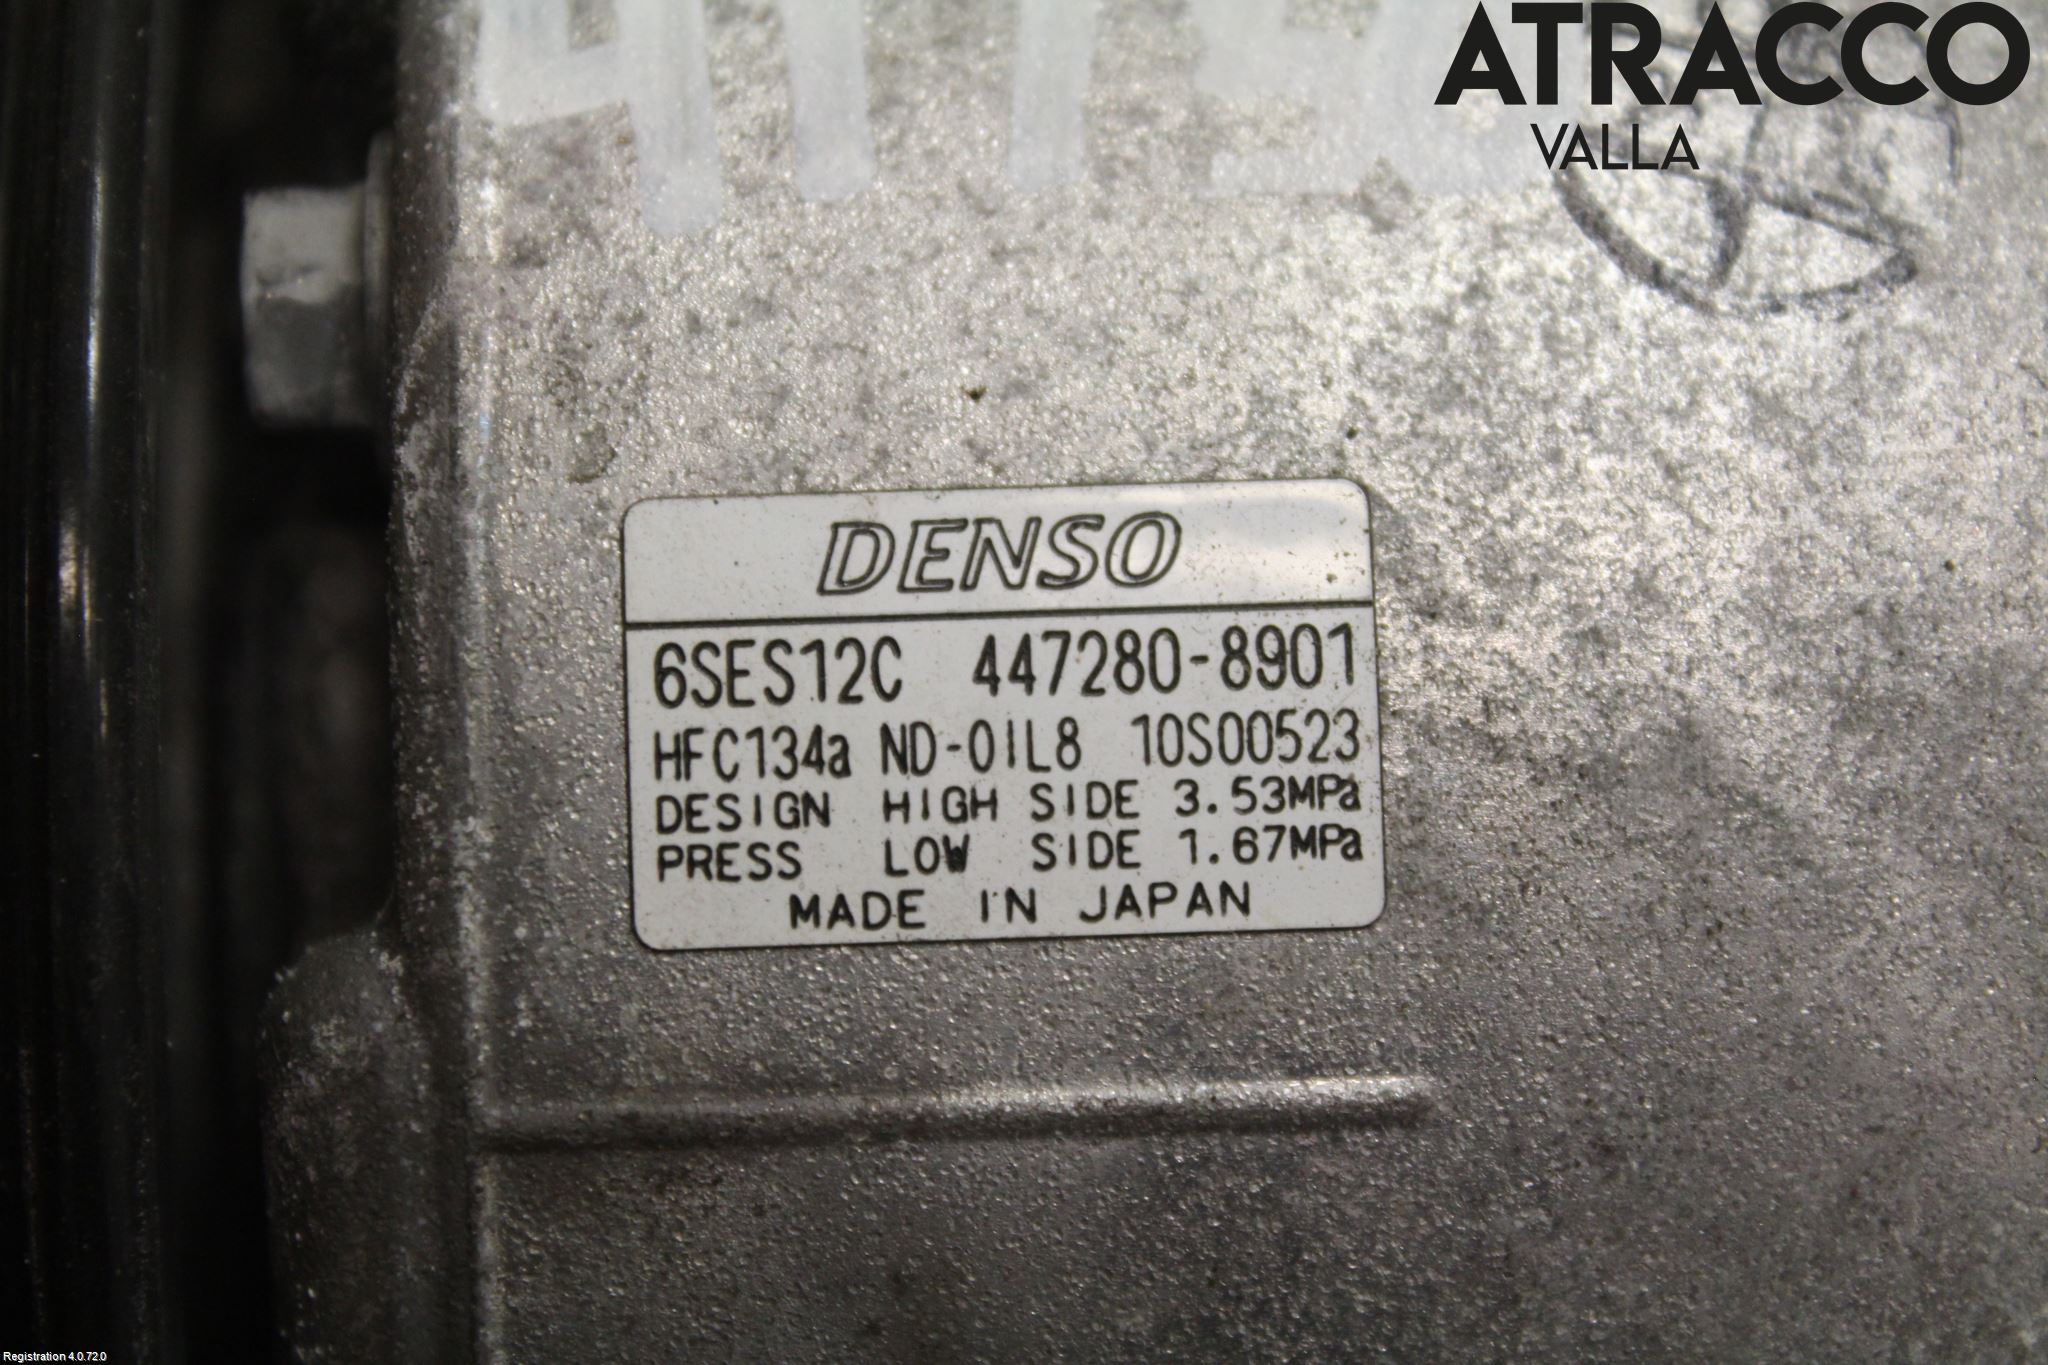 ATRACCO
VALLA
DENSO
6SES12C 447280-8901
HFC134a ND-OIL8 10S00523
DESIGN HIGH SIDE 3.53MPa
PRESS LOW SIDE 1.67MPa
MADE IN JAPAN
Registration 4.0.72.0